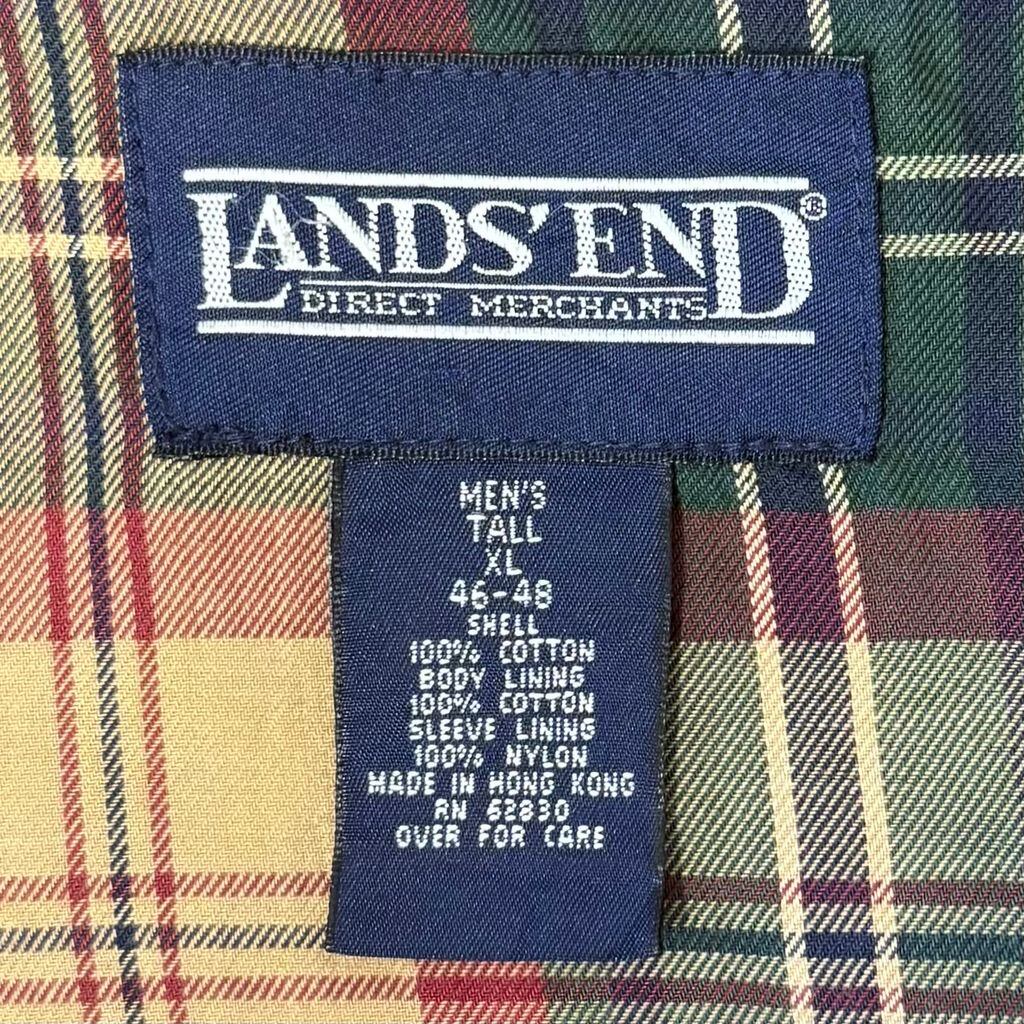 LANDS' END®
DIRECT MERCHANTS
MEN'S
TALL
XL
46-48
SHELL
100% COTTON
BODY LINING
100% COTTON
SLEEVE LINING
100% NYLON
MADE IN HONG KONG
RN 62830
OVER FOR CARE